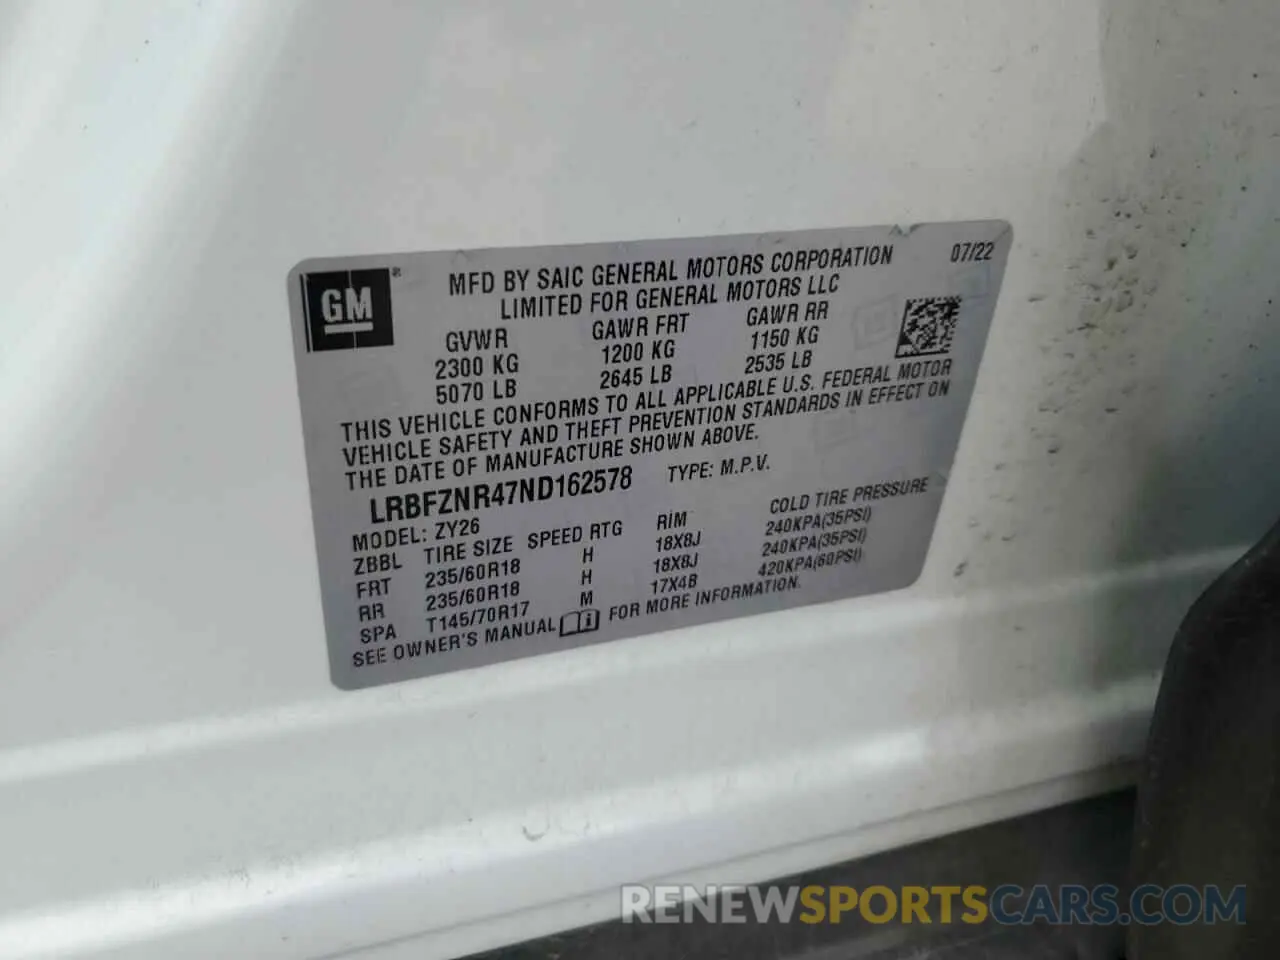 GM®
MFD BY SAIC GENERAL MOTORS CORPORATION 07/22
LIMITED FOR GENERAL MOTORS LLC
GVWR GAWR FRT GAWR RR
2300 KG 1200 KG 1150 KG
5070 LB 2645 LB 2535 LB
THIS VEHICLE CONFORMS TO ALL APPLICABLE U.S. FEDERAL MOTOR
VEHICLE SAFETY AND THEFT PREVENTION STANDARDS IN EFFECT ON
THE DATE OF MANUFACTURE SHOWN ABOVE.
LRBFZNR47ND162578 TYPE: M.P.V.
MODEL: ZY26
ZBBL TIRE SIZE SPEED RTG RIM COLD TIRE PRESSURE
FRT 235/60R18 H 18X8J 240KPA(35PSI)
RR 235/60R18 H 18X8J 240KPA(35PSI)
SPA T145/70R17 M 17X4B 420KPA(60PSI)
SEE OWNER'S MANUAL FOR MORE INFORMATION.
RENEWSPORTSCARS.COM